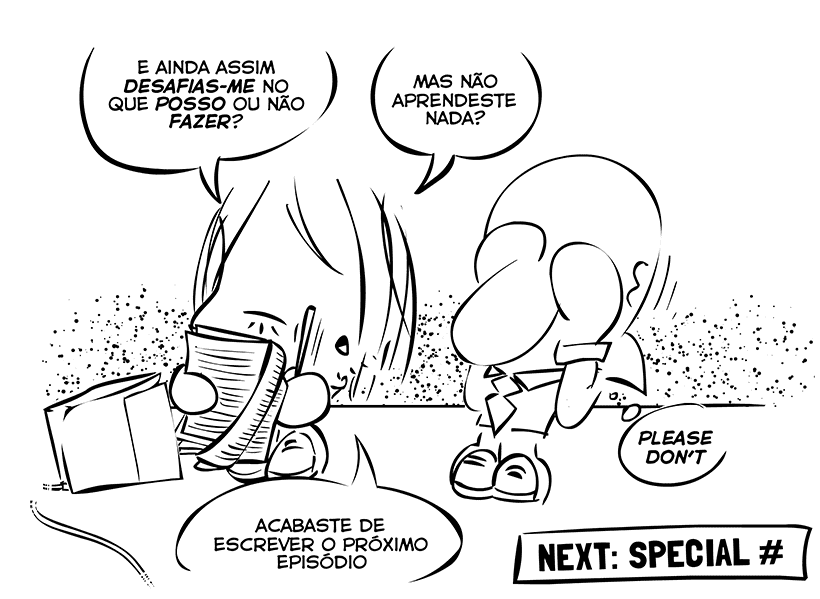 E AINDA ASSIM
DESAFIAS-ME NO
QUE POSSO OU NÃO
FAZER?
MAS NÃO
APRENDESTE
NADA?
PLEASE
DON'T
ACABASTE DE
ESCREVER O PRÓXIMO
EPISÓDIO
NEXT: SPECIAL #